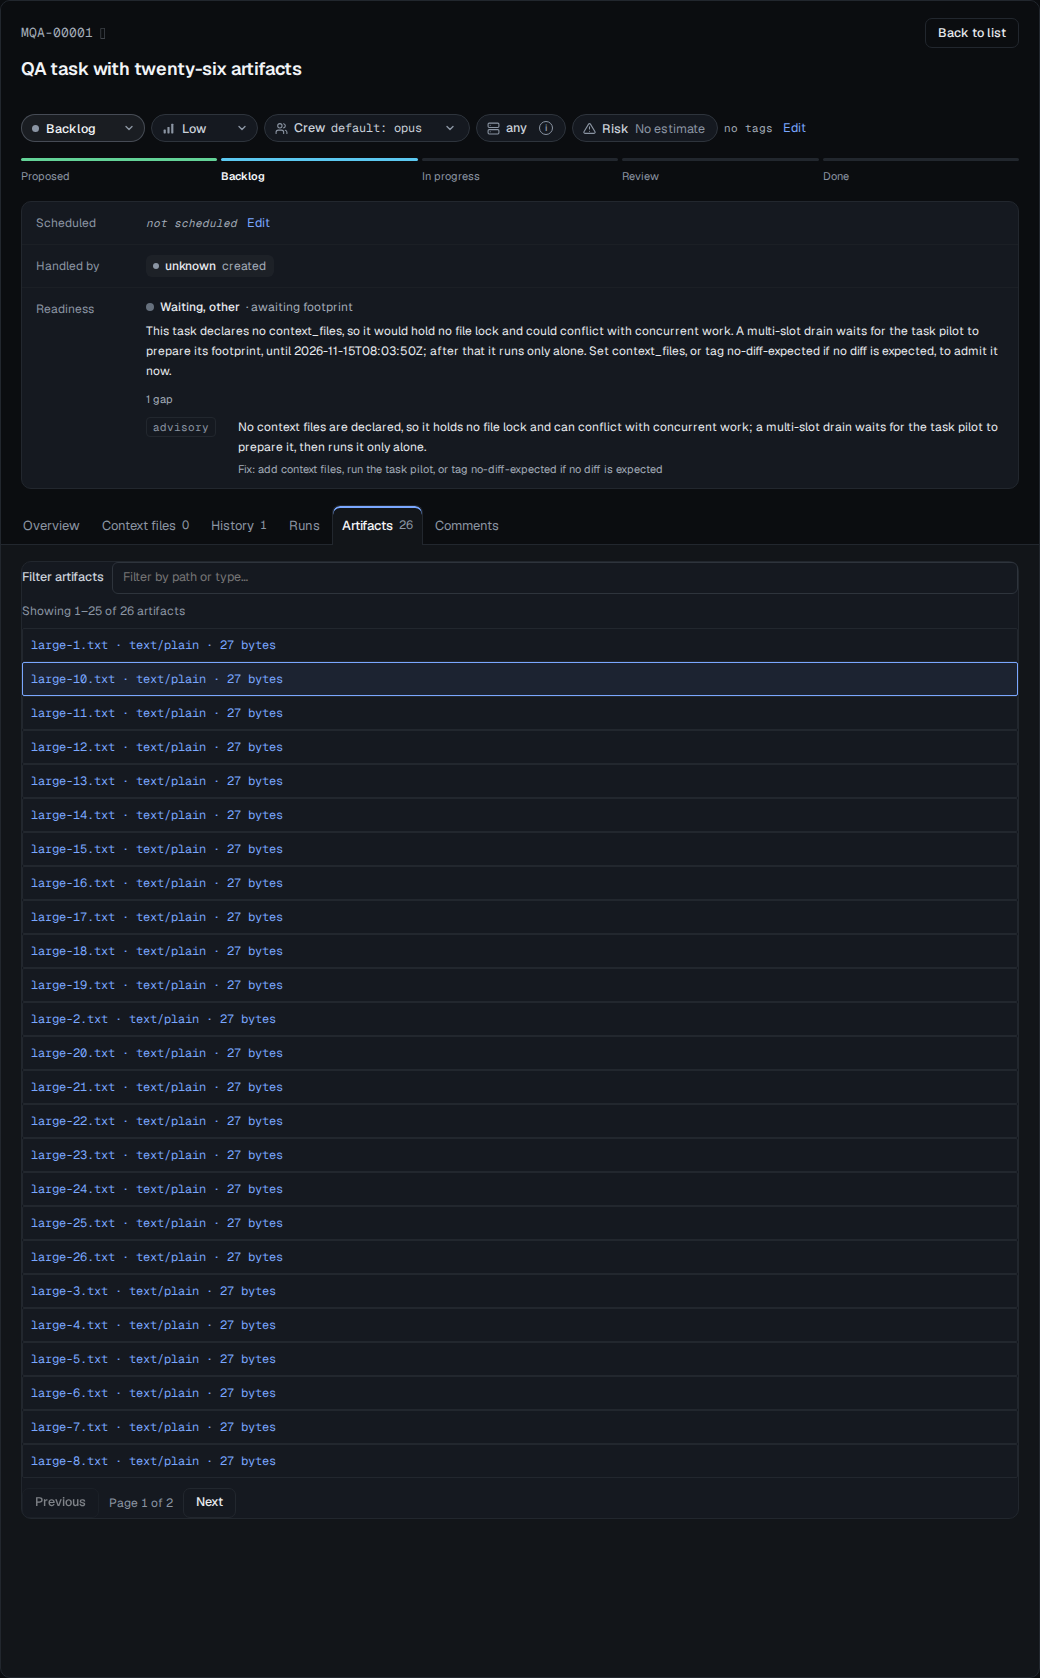 MQA-00001
Back to list
QA task with twenty-six artifacts
Backlog
Low
Crew default: opus
any
Risk No estimate
no tags
Edit
Proposed
Backlog
In progress
Review
Done
Scheduled
not scheduled Edit
Handled by
unknown created
Readiness
Waiting, other · awaiting footprint
This task declares no context_files, so it would hold no file lock and could conflict with concurrent work. A multi-slot drain waits for the task pilot to
prepare its footprint, until 2026-11-15T08:03:50Z; after that it runs only alone. Set context_files, or tag no-diff-expected if no diff is expected, to admit it
now.
1 gap
advisory
No context files are declared, so it holds no file lock and can conflict with concurrent work; a multi-slot drain waits for the task pilot to
prepare it, then runs it only alone.
Fix: add context files, run the task pilot, or tag no-diff-expected if no diff is expected
Overview
Context files 0
History 1
Runs
Artifacts 26
Comments
Filter artifacts
Filter by path or type…
Showing 1–25 of 26 artifacts
large-1.txt · text/plain · 27 bytes
large-10.txt · text/plain · 27 bytes
large-11.txt · text/plain · 27 bytes
large-12.txt · text/plain · 27 bytes
large-13.txt · text/plain · 27 bytes
large-14.txt · text/plain · 27 bytes
large-15.txt · text/plain · 27 bytes
large-16.txt · text/plain · 27 bytes
large-17.txt · text/plain · 27 bytes
large-18.txt · text/plain · 27 bytes
large-19.txt · text/plain · 27 bytes
large-2.txt · text/plain · 27 bytes
large-20.txt · text/plain · 27 bytes
large-21.txt · text/plain · 27 bytes
large-22.txt · text/plain · 27 bytes
large-23.txt · text/plain · 27 bytes
large-24.txt · text/plain · 27 bytes
large-25.txt · text/plain · 27 bytes
large-26.txt · text/plain · 27 bytes
large-3.txt · text/plain · 27 bytes
large-4.txt · text/plain · 27 bytes
large-5.txt · text/plain · 27 bytes
large-6.txt · text/plain · 27 bytes
large-7.txt · text/plain · 27 bytes
large-8.txt · text/plain · 27 bytes
Previous
Page 1 of 2
Next